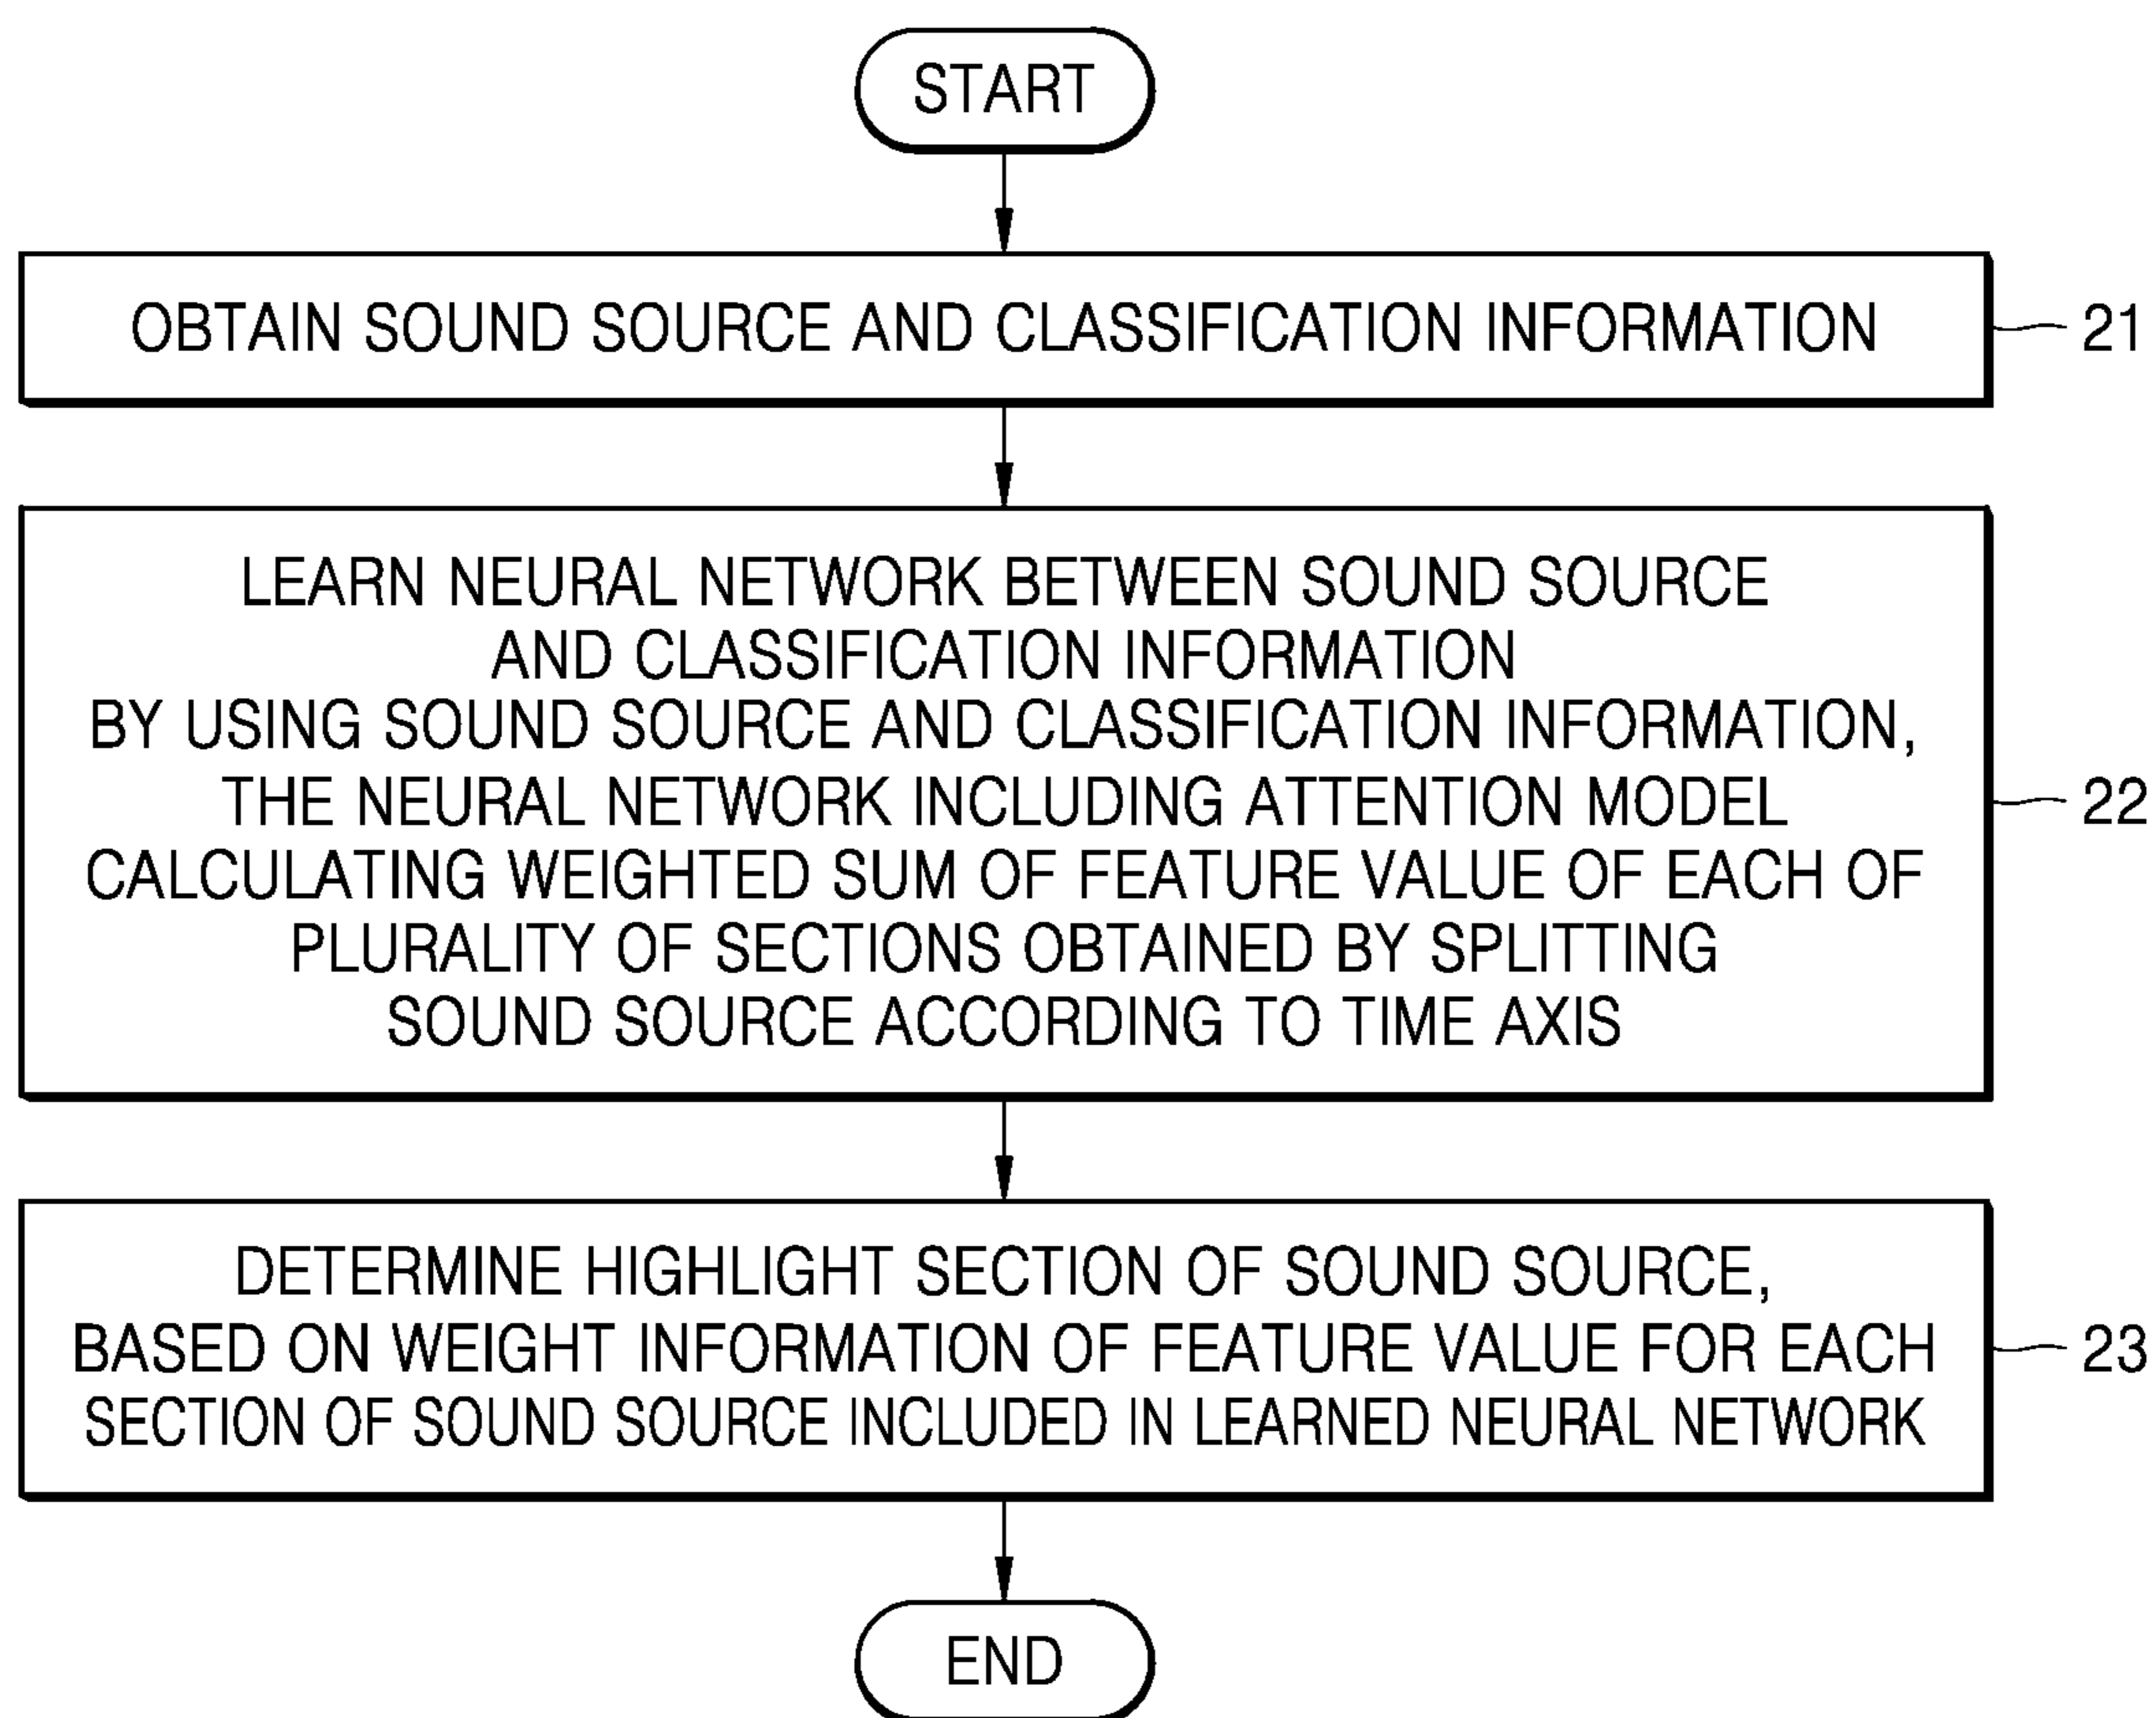 START
OBTAIN SOUND SOURCE AND CLASSIFICATION INFORMATION
21
LEARN NEURAL NETWORK BETWEEN SOUND SOURCE
AND CLASSIFICATION INFORMATION
BY USING SOUND SOURCE AND CLASSIFICATION INFORMATION,
THE NEURAL NETWORK INCLUDING ATTENTION MODEL
CALCULATING WEIGHTED SUM OF FEATURE VALUE OF EACH OF
PLURALITY OF SECTIONS OBTAINED BY SPLITTING
SOUND SOURCE ACCORDING TO TIME AXIS
22
DETERMINE HIGHLIGHT SECTION OF SOUND SOURCE,
BASED ON WEIGHT INFORMATION OF FEATURE VALUE FOR EACH
SECTION OF SOUND SOURCE INCLUDED IN LEARNED NEURAL NETWORK
23
END